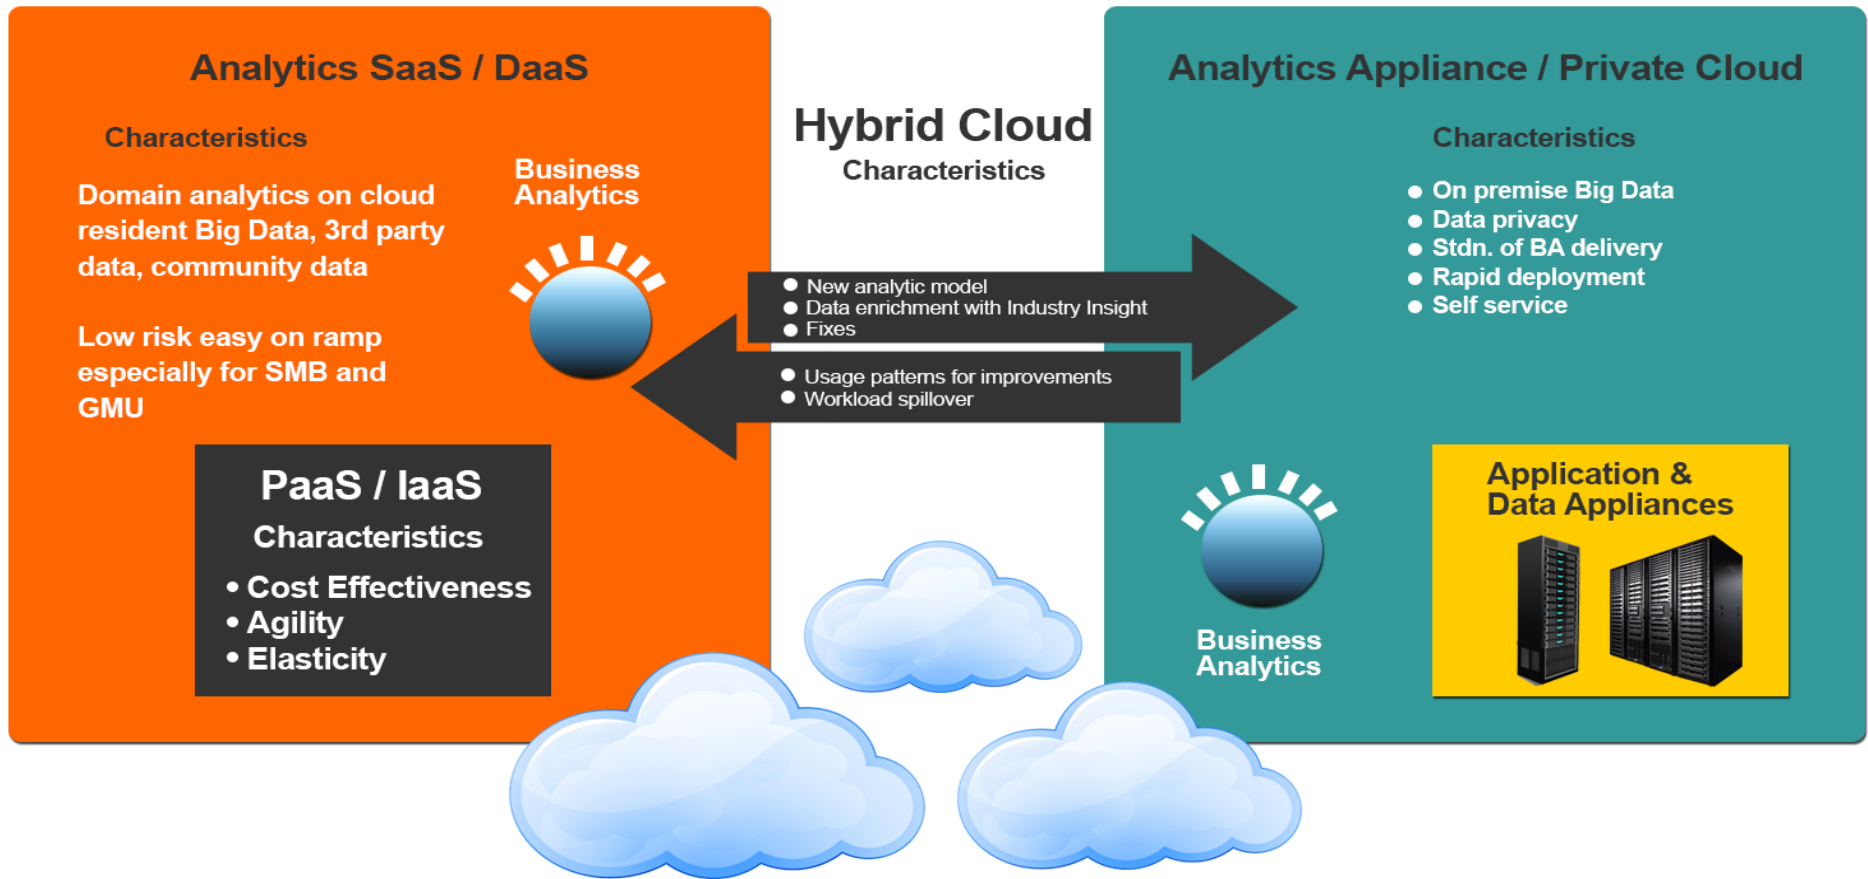 Analytics SaaS / DaaS
Characteristics
Domain analytics on cloud
resident Big Data, 3rd party
data, community data
Low risk easy on ramp
especially for SMB and
GMU
Business
Analytics
PaaS / IaaS
Characteristics
• Cost Effectiveness
• Agility
• Elasticity
Hybrid Cloud
Characteristics
● New analytic model
● Data enrichment with Industry Insight
● Fixes
● Usage patterns for improvements
● Workload spillover
Analytics Appliance / Private Cloud
Characteristics
● On premise Big Data
● Data privacy
● Stdn. of BA delivery
● Rapid deployment
● Self service
Business
Analytics
Application &
Data Appliances